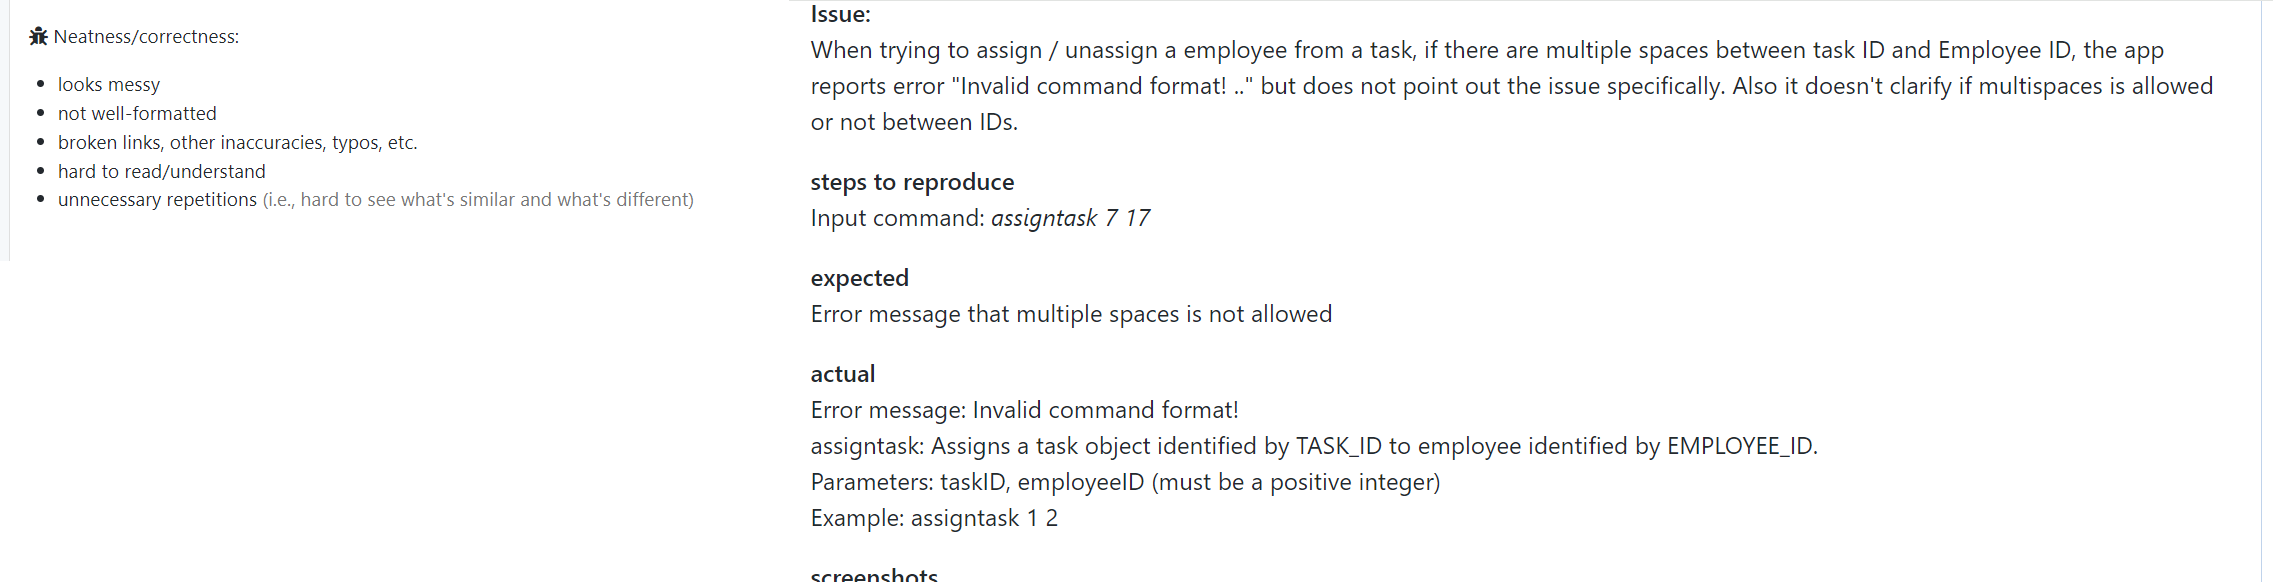 Neatness/correctness:
looks messy
not well-formatted
broken links, other inaccuracies, typos, etc.
hard to read/understand
unnecessary repetitions (i.e., hard to see what's similar and what's different)
Issue:
When trying to assign / unassign a employee from a task, if there are multiple spaces between task ID and Employee ID, the app
reports error "Invalid command format! .." but does not point out the issue specifically. Also it doesn't clarify if multispaces is allowed
or not between IDs.
steps to reproduce
Input command: assigntask 7 17
expected
Error message that multiple spaces is not allowed
actual
Error message: Invalid command format!
assigntask: Assigns a task object identified by TASK_ID to employee identified by EMPLOYEE_ID.
Parameters: taskID, employeeID (must be a positive integer)
Example: assigntask 1 2
screenshots